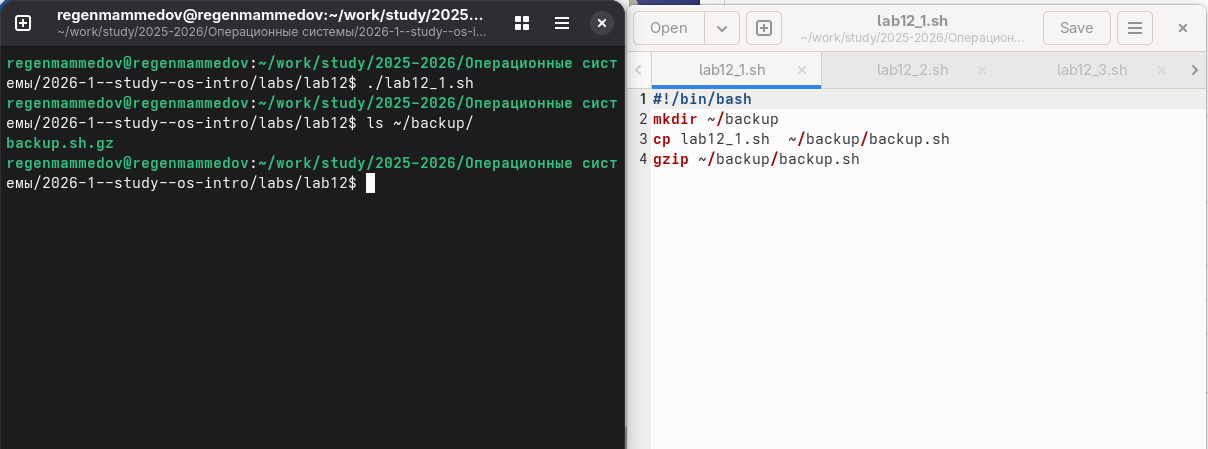 regenmammedov@regenmammedov:~/work/study/2025...
~/work/study/2025-2026/Операционные системы/2026-1--study--os-i...
regenmammedov@regenmammedov:~/work/study/2025-2026/Операционные сист
емы/2026-1--study--os-intro/labs/lab12$ ./lab12_1.sh
regenmammedov@regenmammedov:~/work/study/2025-2026/Операционные сист
емы/2026-1--study--os-intro/labs/lab12$ ls ~/backup/
backup.sh.gz
regenmammedov@regenmammedov:~/work/study/2025-2026/Операционные сист
емы/2026-1--study--os-intro/labs/lab12$
Open
lab12_1.sh
~/work/study/2025-2026/Операцион...
Save
lab12_1.sh
lab12_2.sh
lab12_3.sh
1 #!/bin/bash
2 mkdir ~/backup
3 cp lab12_1.sh  ~/backup/backup.sh
4 gzip ~/backup/backup.sh